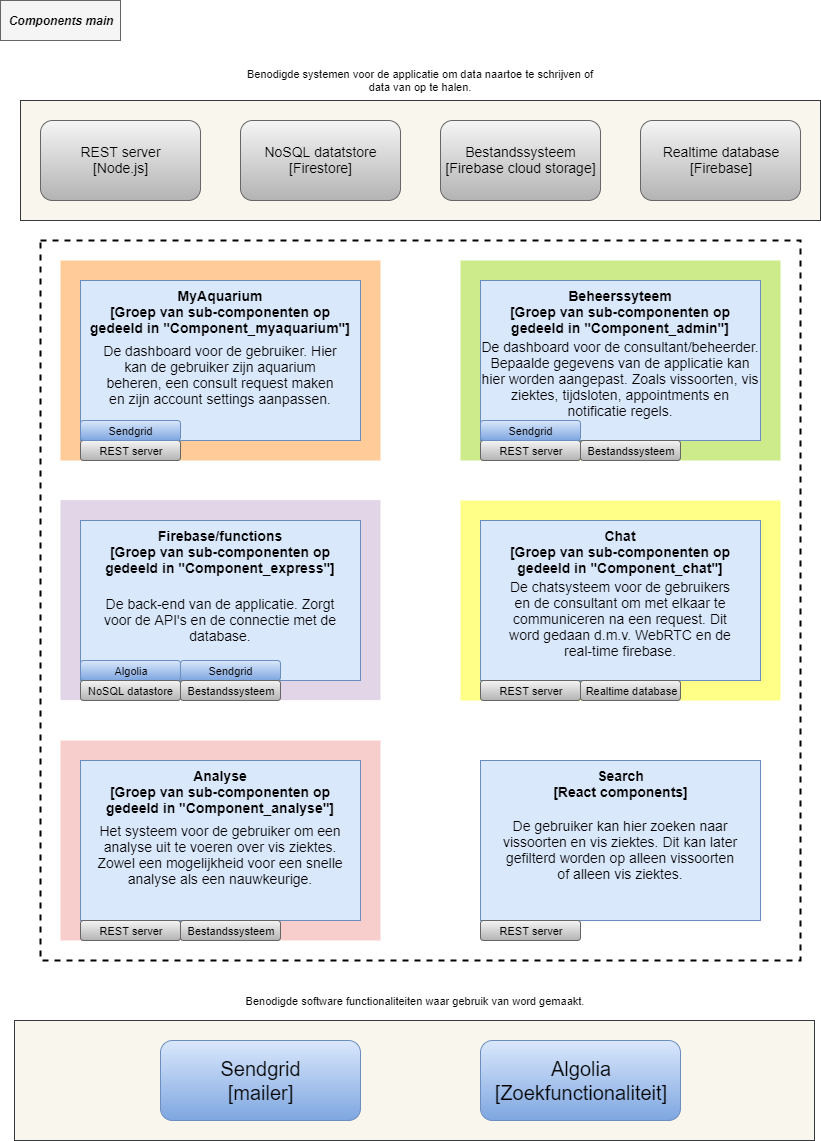 Components main
Benodigde systemen voor de applicatie om data naartoe te schrijven of
data van op te halen.
REST server
[Node.js]
NoSQL datatstore
[Firestore]
Bestandssysteem
[Firebase cloud storage]
Realtime database
[Firebase]
MyAquarium
[Groep van sub-componenten op
gedeeld in "Component_myaquarium"]
De dashboard voor de gebruiker. Hier
kan de gebruiker zijn aquarium
beheren, een consult request maken
en zijn account settings aanpassen.
Sendgrid
REST server
Beheerssyteem
[Groep van sub-componenten op
gedeeld in "Component_admin"]
De dashboard voor de consultant/beheerder.
Bepaalde gegevens van de applicatie kan
hier worden aangepast. Zoals vissoorten, vis
ziektes, tijdsloten, appointments en
notificatie regels.
Sendgrid
REST server
Bestandssysteem
Firebase/functions
[Groep van sub-componenten op
gedeeld in "Component_express"]
De back-end van de applicatie. Zorgt
voor de API's en de connectie met de
database.
Algolia
Sendgrid
NoSQL datastore
Bestandssysteem
Chat
[Groep van sub-componenten op
gedeeld in "Component_chat"]
De chatsysteem voor de gebruikers
en de consultant om met elkaar te
communiceren na een request. Dit
word gedaan d.m.v. WebRTC en de
real-time firebase.
REST server
Realtime database
Analyse
[Groep van sub-componenten op
gedeeld in "Component_analyse"]
Het systeem voor de gebruiker om een
analyse uit te voeren over vis ziektes.
Zowel een mogelijkheid voor een snelle
analyse als een nauwkeurige.
REST server
Bestandssysteem
Search
[React components]
De gebruiker kan hier zoeken naar
vissoorten en vis ziektes. Dit kan later
gefilterd worden op alleen vissoorten
of alleen vis ziektes.
REST server
Benodigde software functionaliteiten waar gebruik van word gemaakt.
Sendgrid
[mailer]
Algolia
[Zoekfunctionaliteit]